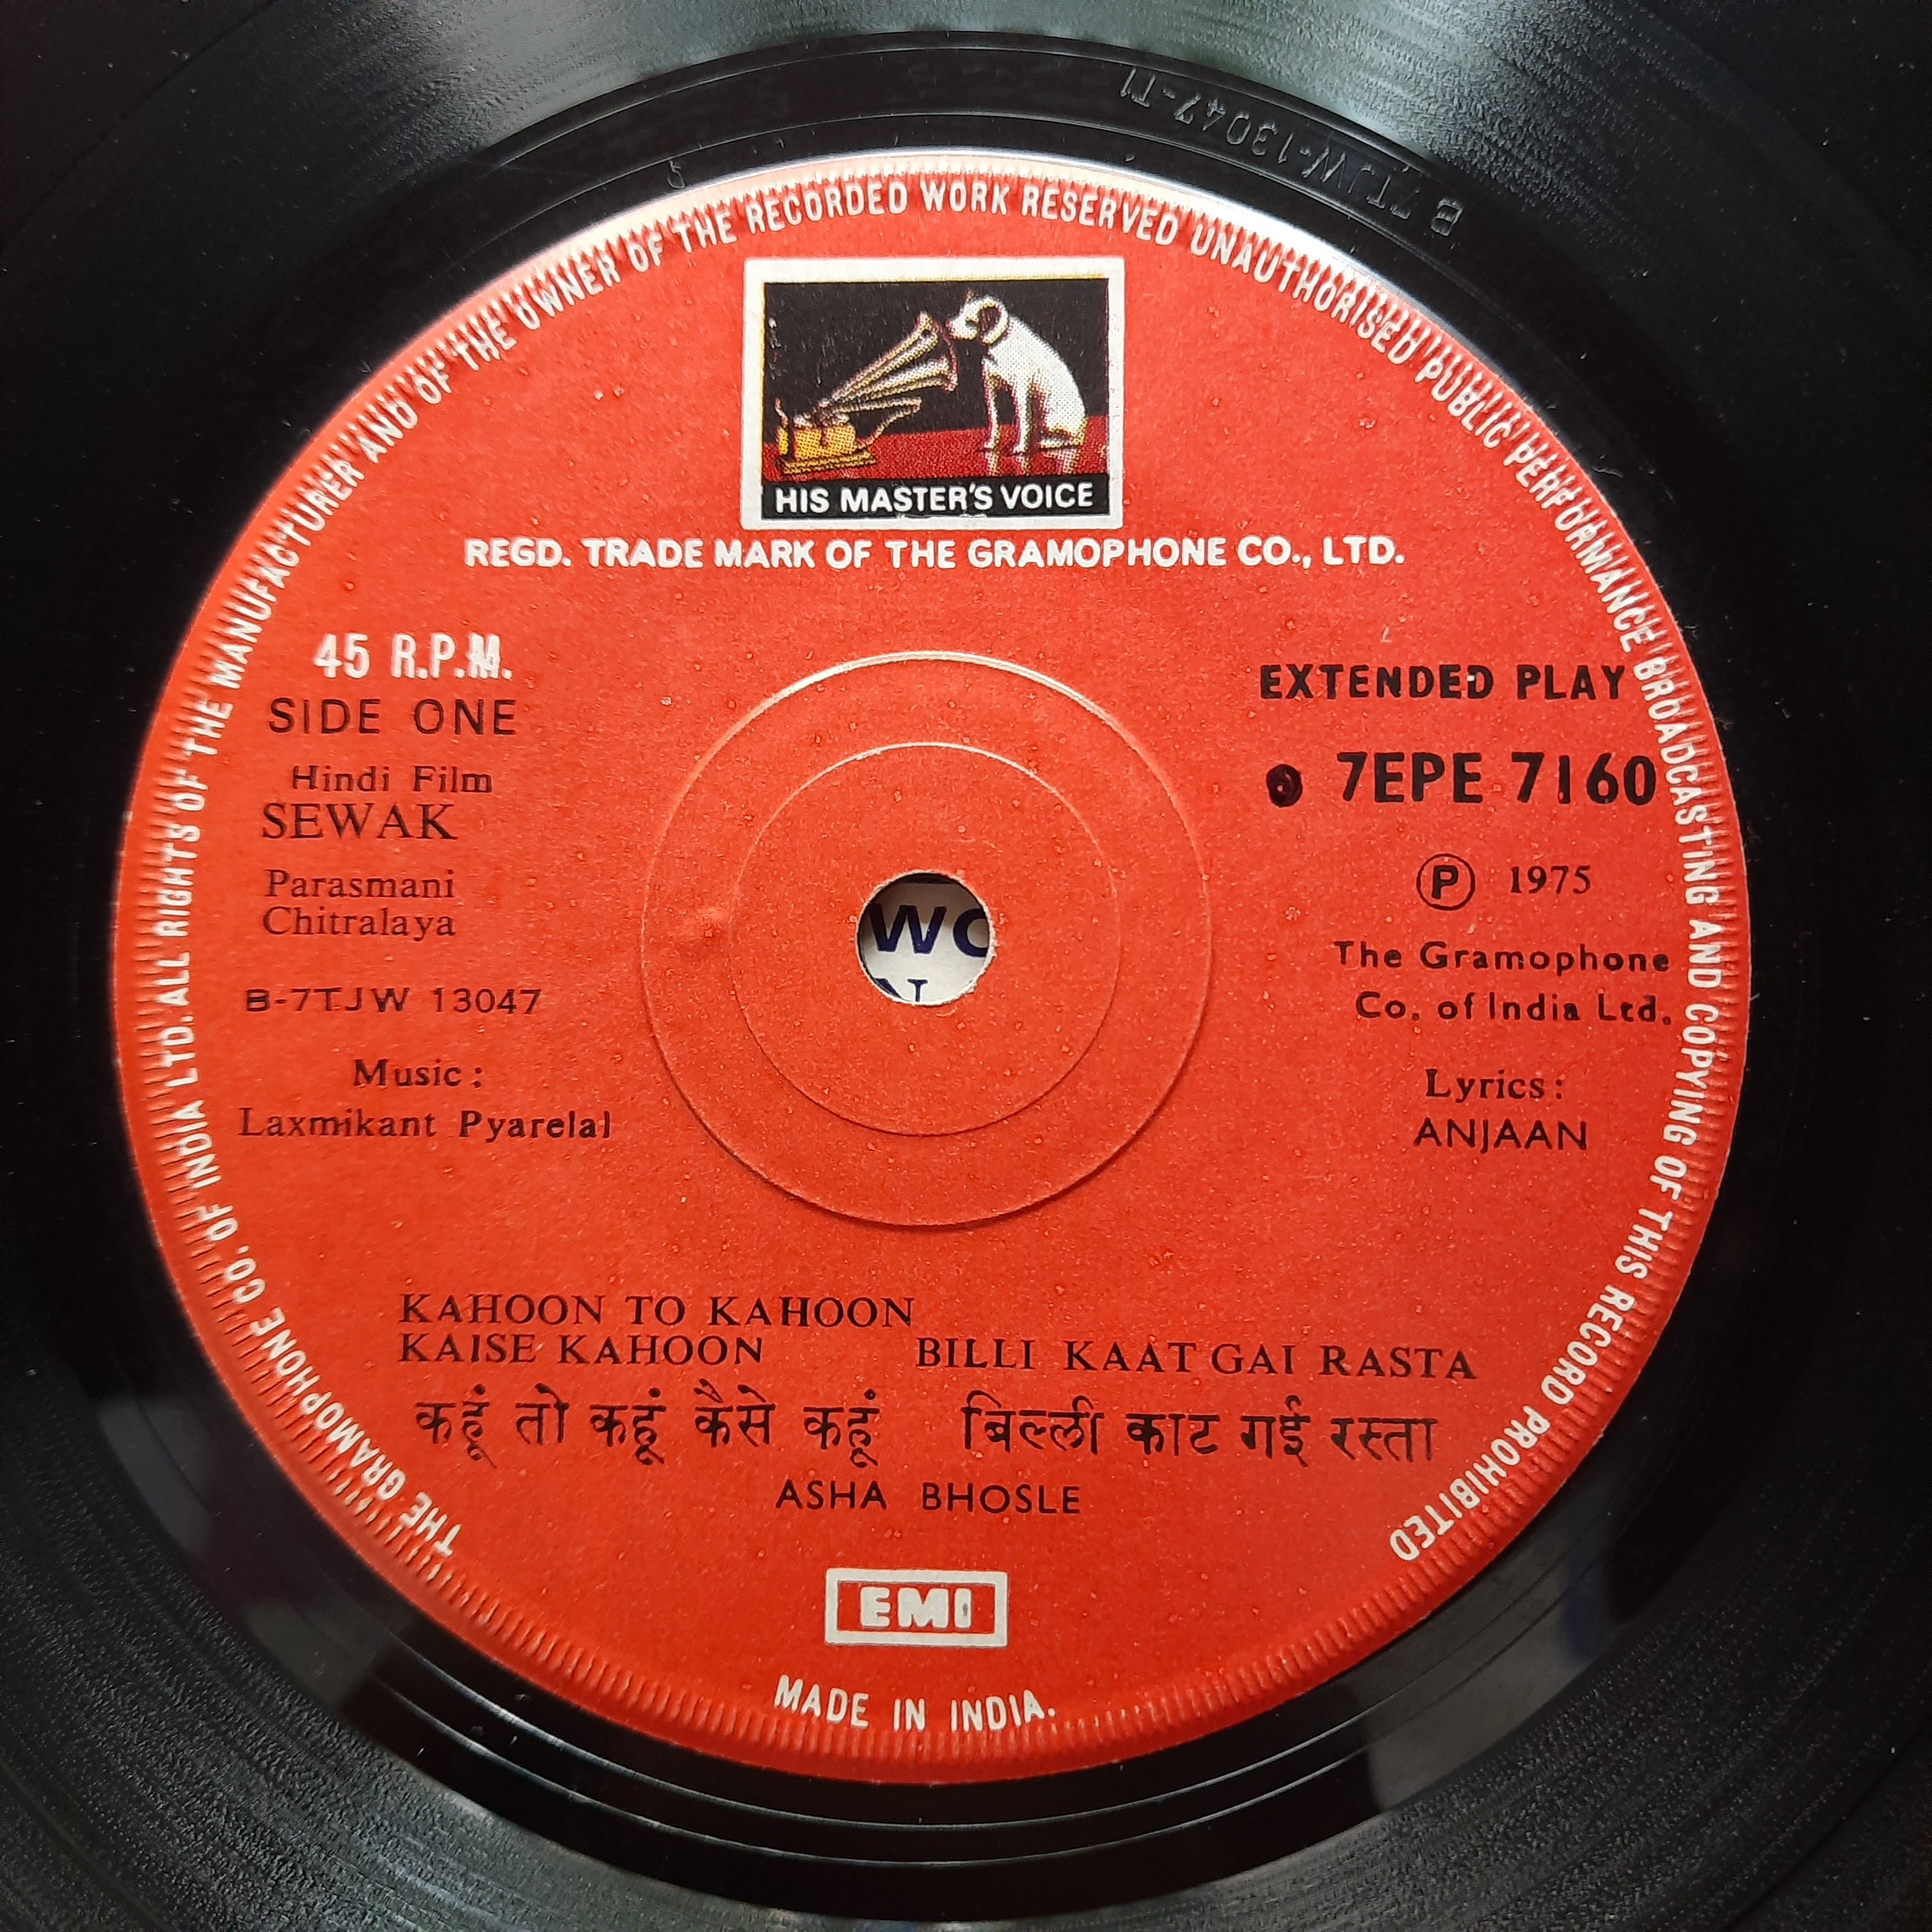 THE GRAMOPHONE CO. OF INDIA LTD. ALL RIGHTS OF THE MANUFACTURER AND OF THE OWNER OF THE RECORDED WORK RESERVED UNAUTHORISED PUBLIC PERFORMANCE BROADCASTING AND COPYING OF THIS RECORD PROHIBITED
B 7TJW-13047-T1
HIS MASTER'S VOICE
REGD. TRADE MARK OF THE GRAMOPHONE CO., LTD.
45 R.P.M.
SIDE ONE
Hindi Film
SEWAK
Parasmani
Chitralaya
B-7TJW 13047
Music :
Laxmikant Pyarelal
EXTENDED PLAY
7EPE 7160
Ⓟ 1975
The Gramophone
Co. of India Ltd.
Lyrics :
ANJAAN
KAHOON TO KAHOON
KAISE KAHOON
BILLI KAAT GAI RASTA
कहूं तो कहूं कैसे कहूं
बिल्ली काट गई रस्ता
ASHA BHOSLE
EMI
MADE IN INDIA.